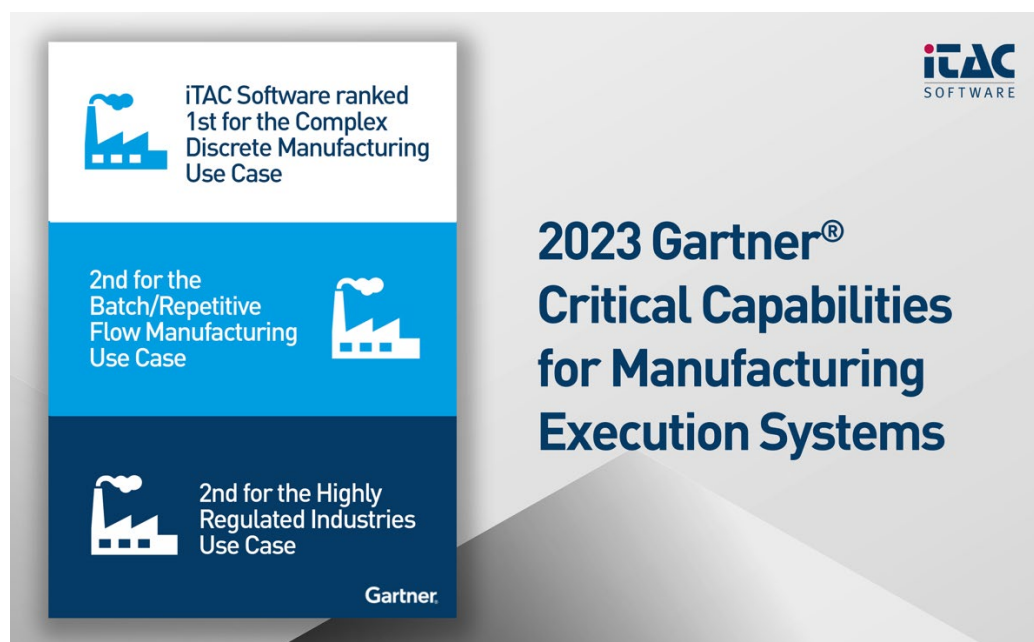 iTAC Software ranked
1st for the Complex
Discrete Manufacturing
Use Case
2nd for the
Batch/Repetitive
Flow Manufacturing
Use Case
2nd for the Highly
Regulated Industries
Use Case
Gartner®
iTAC
SOFTWARE
2023 Gartner®
Critical Capabilities
for Manufacturing
Execution Systems